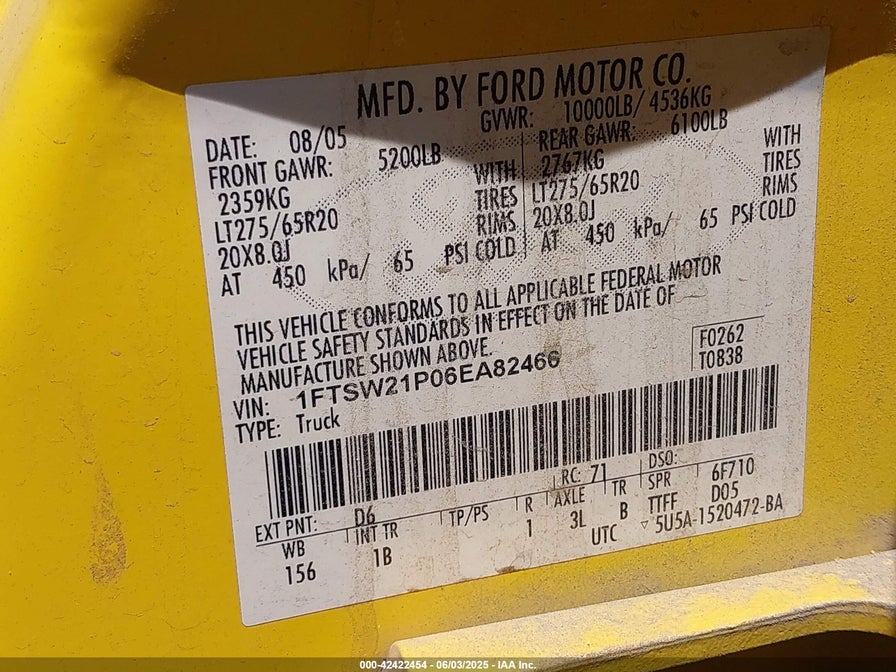 MFD. BY FORD MOTOR CO.
DATE: 08/05 GVWR: 10000LB/ 4536KG
FRONT GAWR: 5200LB REAR GAWR: 6100LB
2359KG WITH 2767KG WITH
LT275/65R20 TIRES LT275/65R20 TIRES
20X8.0J RIMS 20X8.0J RIMS
AT 450 kPa/ 65 PSI COLD AT 450 kPa/ 65 PSI COLD
THIS VEHICLE CONFORMS TO ALL APPLICABLE FEDERAL MOTOR
VEHICLE SAFETY STANDARDS IN EFFECT ON THE DATE OF
MANUFACTURE SHOWN ABOVE.
F0262
T0838
VIN: 1FTSW21P06EA82466
TYPE: Truck
EXT PNT: D6 RC: 71 DSO:
WB INT TR TP/PS R AXLE TR SPR 6F710
156 1B 1 3L B TTFF D05
UTC ▽ 5U5A-1520472-BA
000-42422454 - 06/03/2025 - IAA Inc.